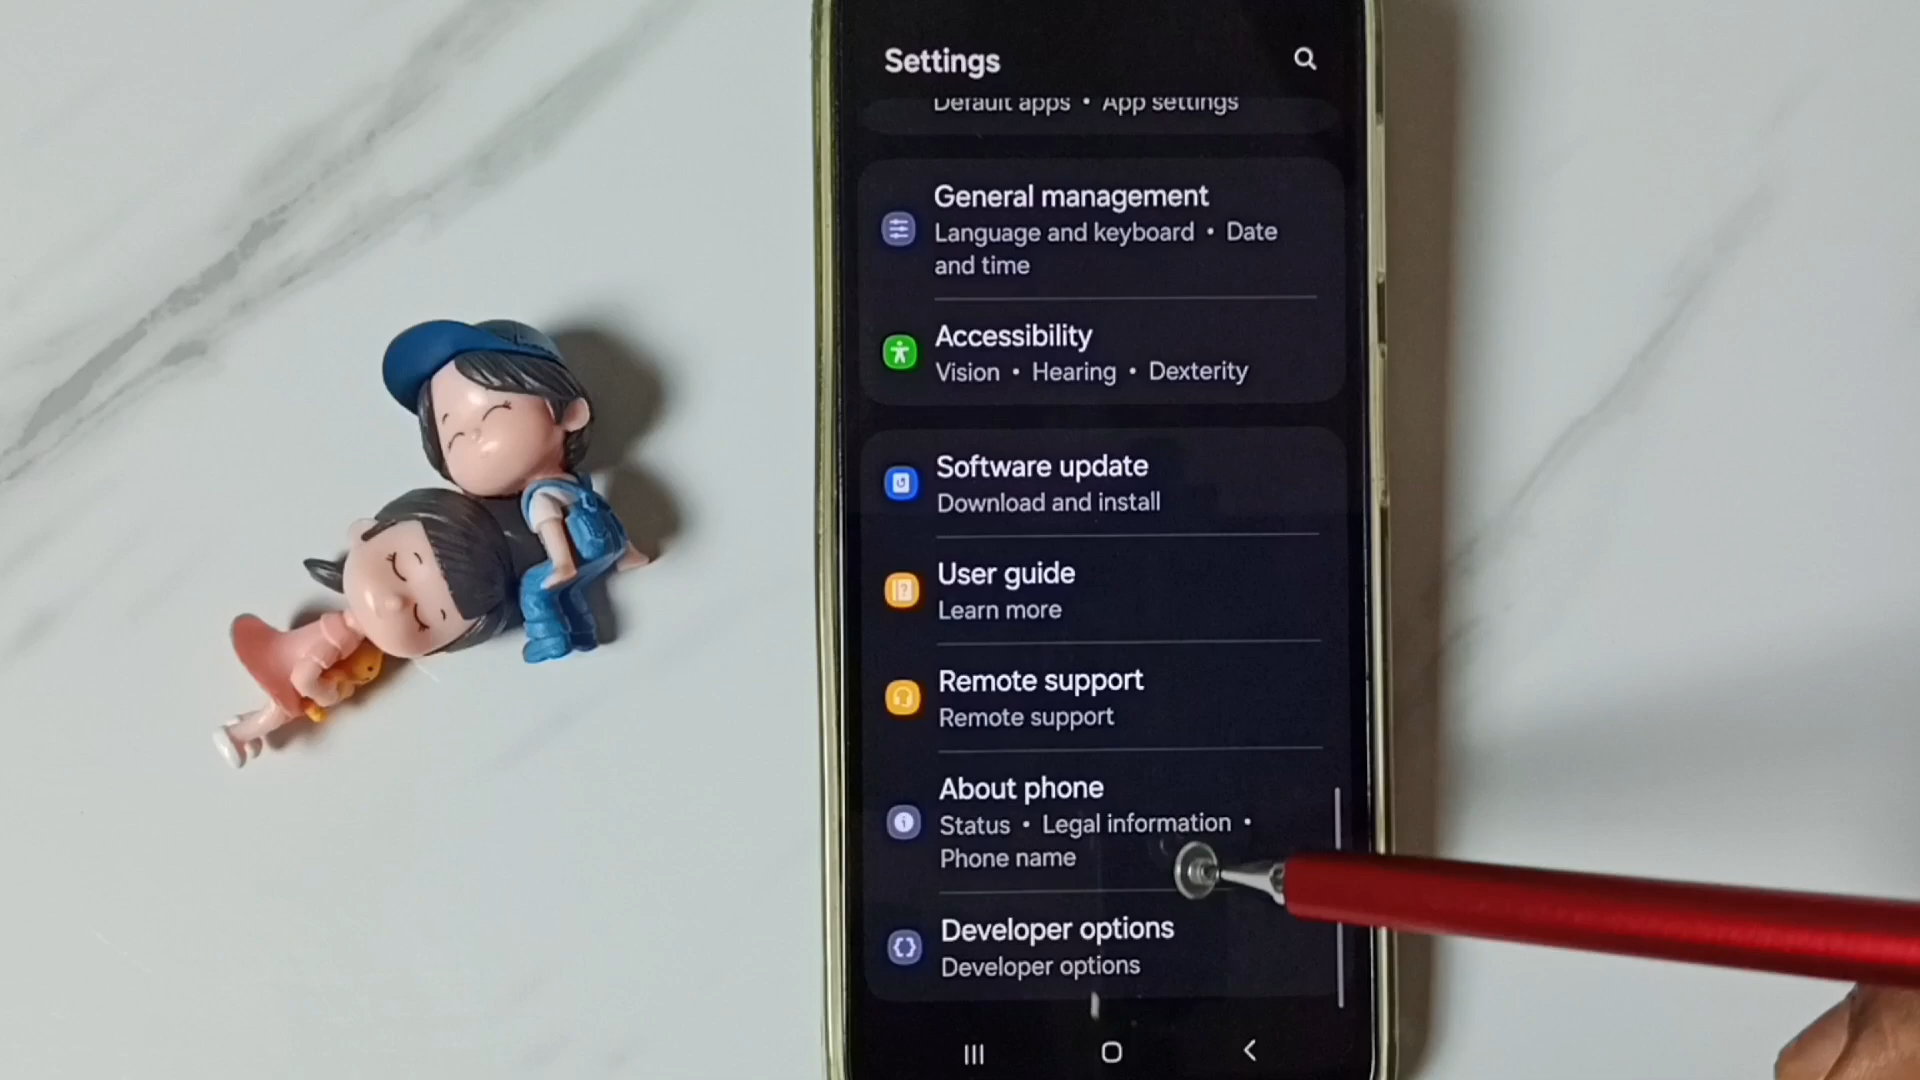 Settings
Default apps • App settings
General management
Language and keyboard • Date
and time
Accessibility
Vision • Hearing • Dexterity
Software update
Download and install
User guide
Learn more
Remote support
Remote support
About phone
Status • Legal information •
Phone name
Developer options
Developer options